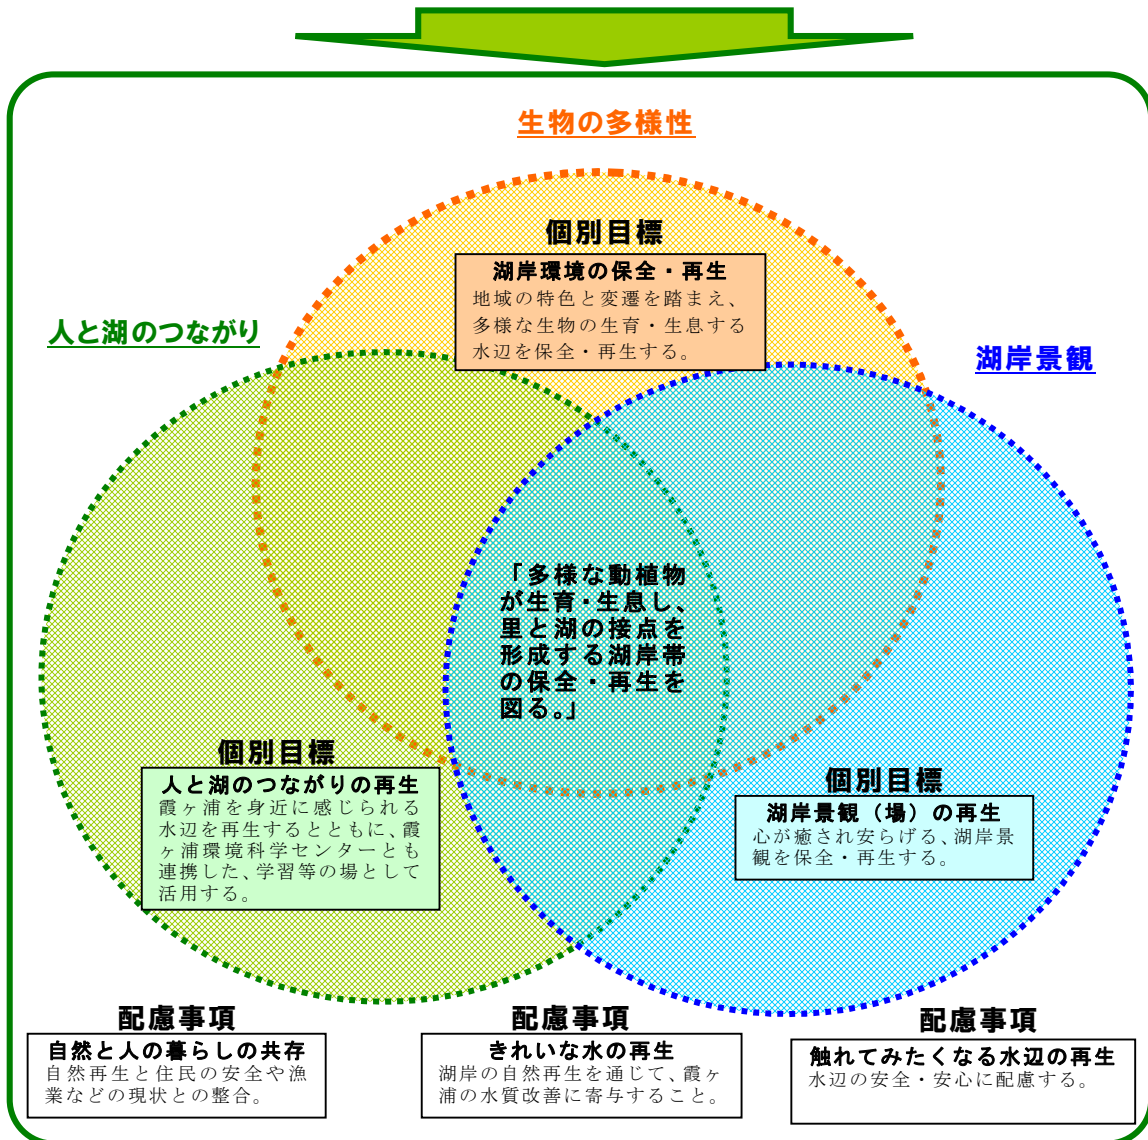 生物の多様性
個別目標
湖岸環境の保全・再生
地域の特色と変遷を踏まえ、
多様な生物の生育・生息する
水辺を保全・再生する。
人と湖のつながり
湖岸景観
「多様な動植物
が生育・生息し、
里と湖の接点を
形成する湖岸帯
の保全・再生を
図る。」
個別目標
人と湖のつながりの再生
霞ヶ浦を身近に感じられる
水辺を再生するとともに、霞
ヶ浦環境科学センターとも
連携した、学習等の場として
活用する。
個別目標
湖岸景観（場）の再生
心が癒され安らげる、湖岸景
観を保全・再生する。
配慮事項
自然と人の暮らしの共存
自然再生と住民の安全や漁
業などの現状との整合。
配慮事項
きれいな水の再生
湖岸の自然再生を通じて、霞ヶ
浦の水質改善に寄与すること。
配慮事項
触れてみたくなる水辺の再生
水辺の安全・安心に配慮する。